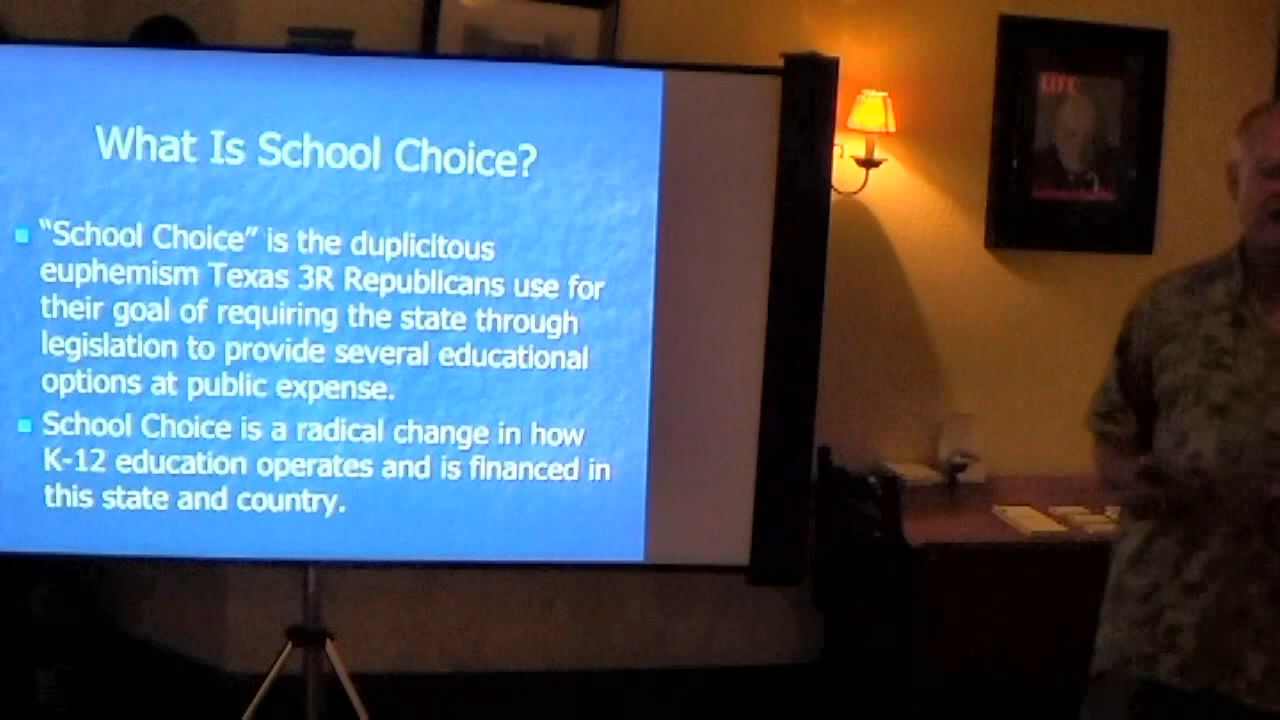 What Is School Choice?
“School Choice” is the duplicitous
euphemism Texas 3R Republicans use for
their goal of requiring the state through
legislation to provide several educational
options at public expense.
School Choice is a radical change in how
K-12 education operates and is financed in
this state and country.
LIFE